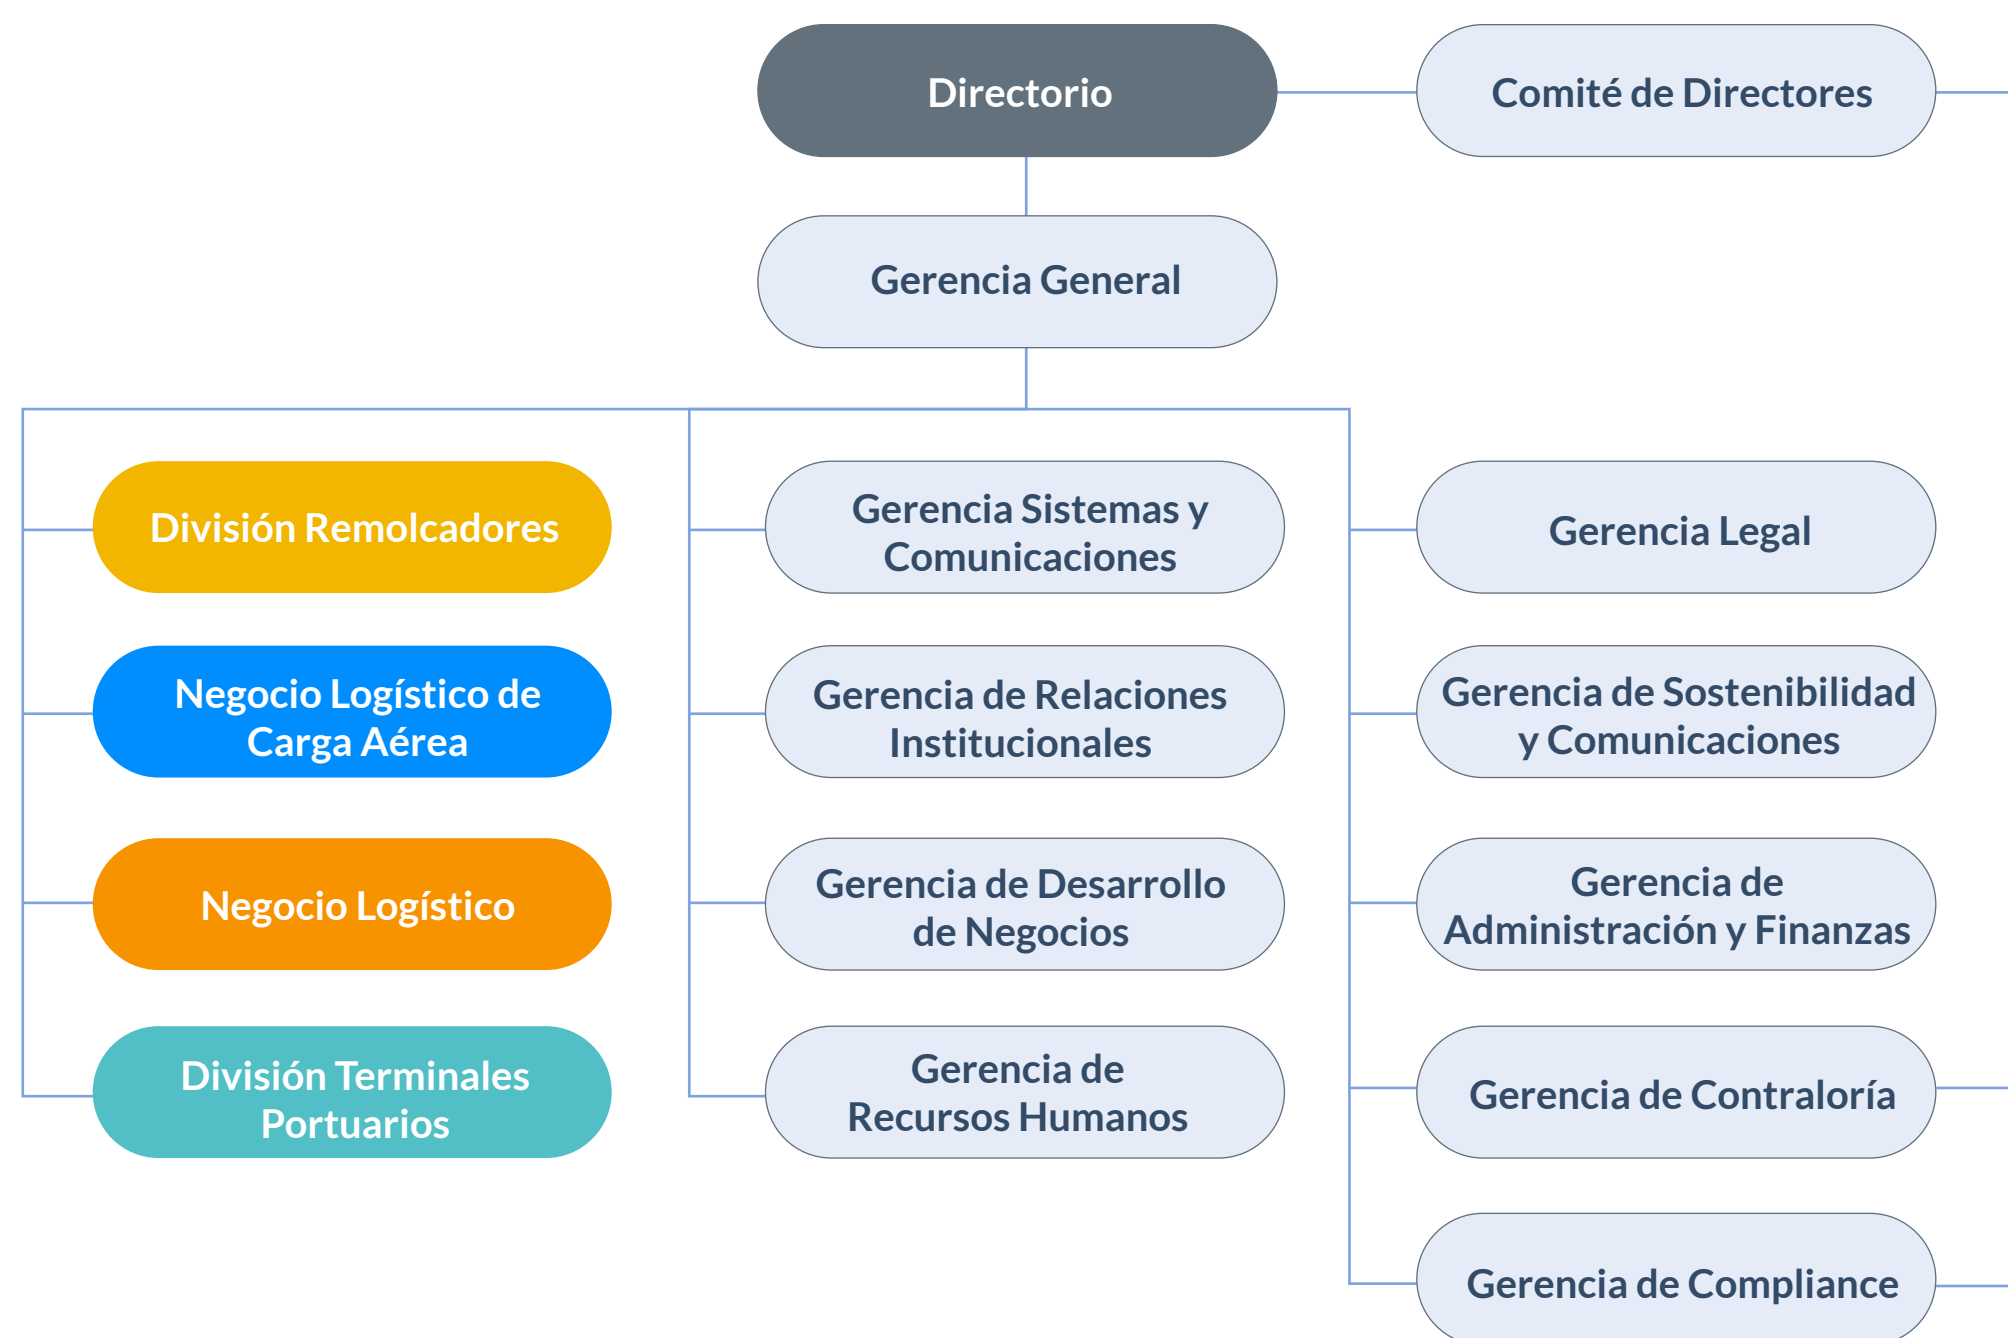 Directorio
Comité de Directores
Gerencia General
División Remolcadores
Negocio Logístico de
Carga Aérea
Negocio Logístico
División Terminales
Portuarios
Gerencia Sistemas y
Comunicaciones
Gerencia de Relaciones
Institucionales
Gerencia de Desarrollo
de Negocios
Gerencia de
Recursos Humanos
Gerencia Legal
Gerencia de Sostenibilidad
y Comunicaciones
Gerencia de
Administración y Finanzas
Gerencia de Contraloría
Gerencia de Compliance